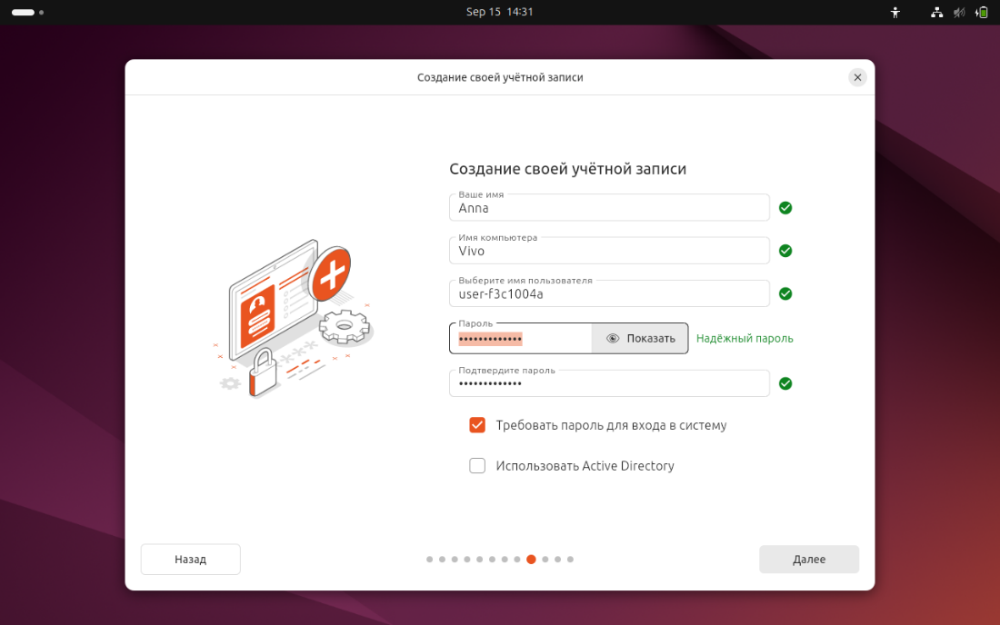 Sep 15 14:31
Создание своей учётной записи
Создание своей учётной записи
Ваше имя
Anna
Имя компьютера
Vivo
Выберите имя пользователя
user-f3c1004a
Пароль
•••••••••••••
Показать
Надёжный пароль
Подтвердите пароль
•••••••••••••
Требовать пароль для входа в систему
Использовать Active Directory
Назад
Далее